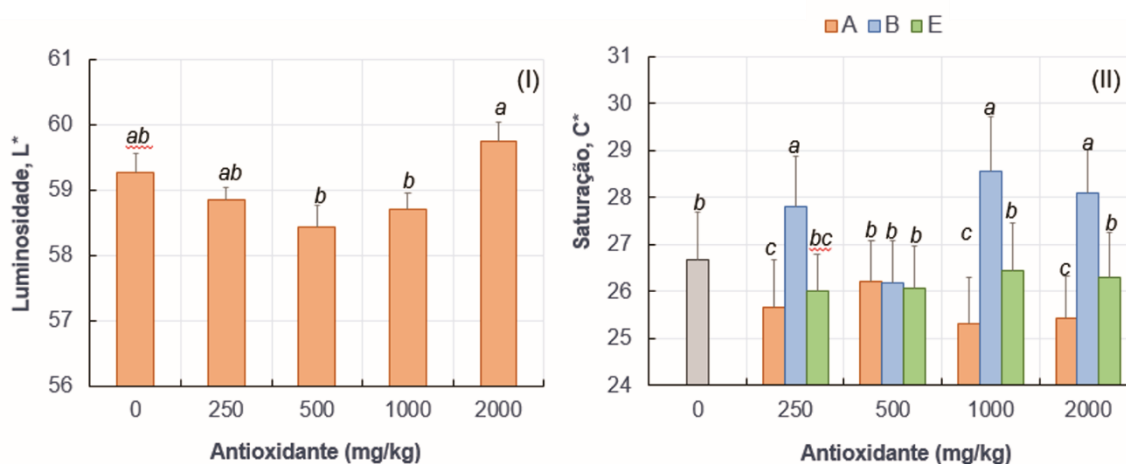 A B E
61
60
59
58
57
56
Luminosidade, L*
(I)
ab
ab
b
b
a
0 250 500 1000 2000
Antioxidante (mg/kg)
31
30
29
28
27
26
25
24
Saturação, C*
(II)
b
c
a
bc
b
b
b
c
a
b
c
a
b
0 250 500 1000 2000
Antioxidante (mg/kg)